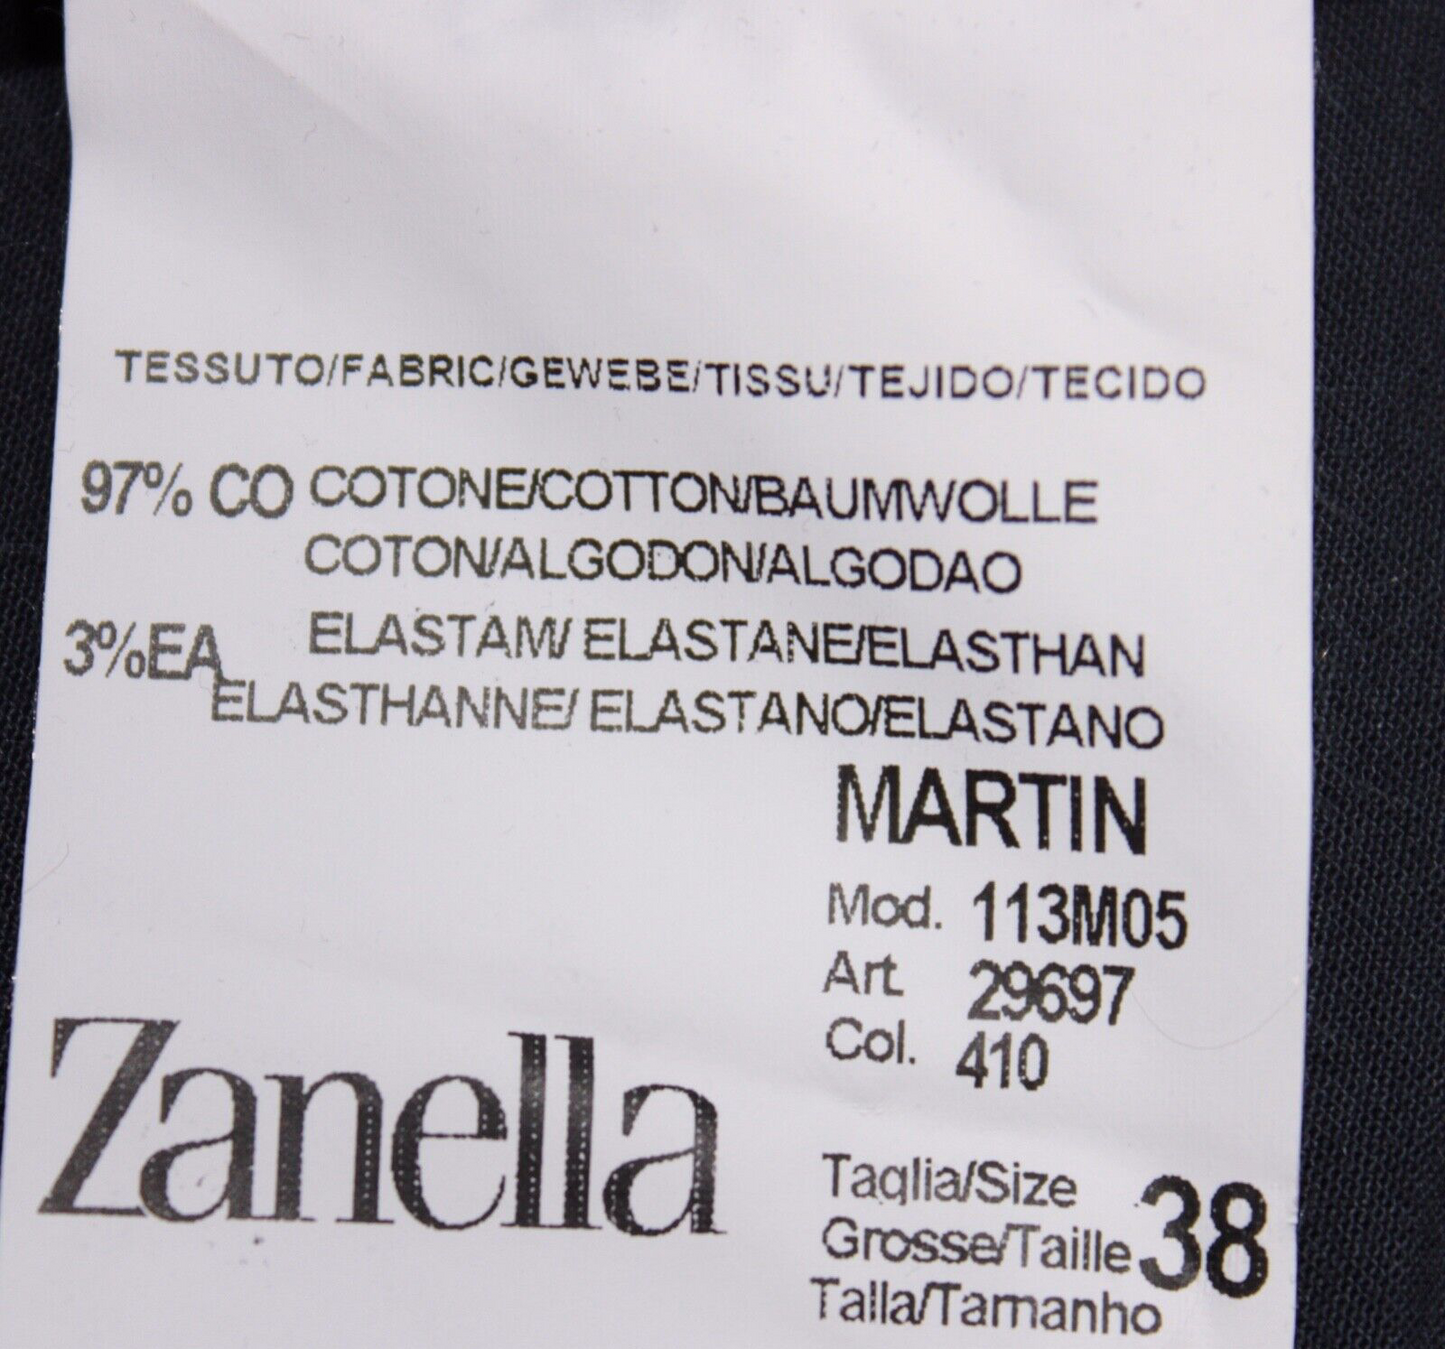 TESSUTO/FABRIC/GEWEBE/TISSU/TEJIDO/TECIDO
97% CO COTONE/COTTON/BAUMWOLLE
COTON/ALGODON/ALGODAO
3%EA ELASTAM/ ELASTANE/ELASTHAN
ELASTHANNE/ ELASTANO/ELASTANO
MARTIN
Mod. 113M05
Art 29697
Col. 410
Zanella
Taglia/Size
Grosse/Taille 38
Talla/Tamanho